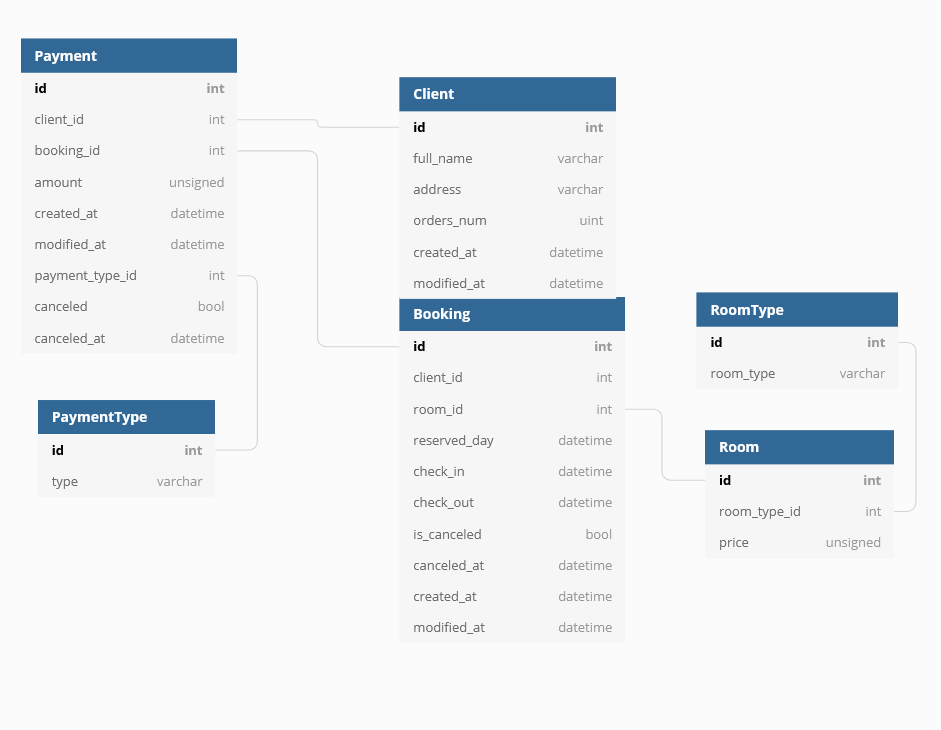 Payment
id int
client_id int
booking_id int
amount unsigned
created_at datetime
modified_at datetime
payment_type_id int
canceled bool
canceled_at datetime
PaymentType
id int
type varchar
Client
id int
full_name varchar
address varchar
orders_num uint
created_at datetime
modified_at datetime
Booking
id int
client_id int
room_id int
reserved_day datetime
check_in datetime
check_out datetime
is_canceled bool
canceled_at datetime
created_at datetime
modified_at datetime
RoomType
id int
room_type varchar
Room
id int
room_type_id int
price unsigned